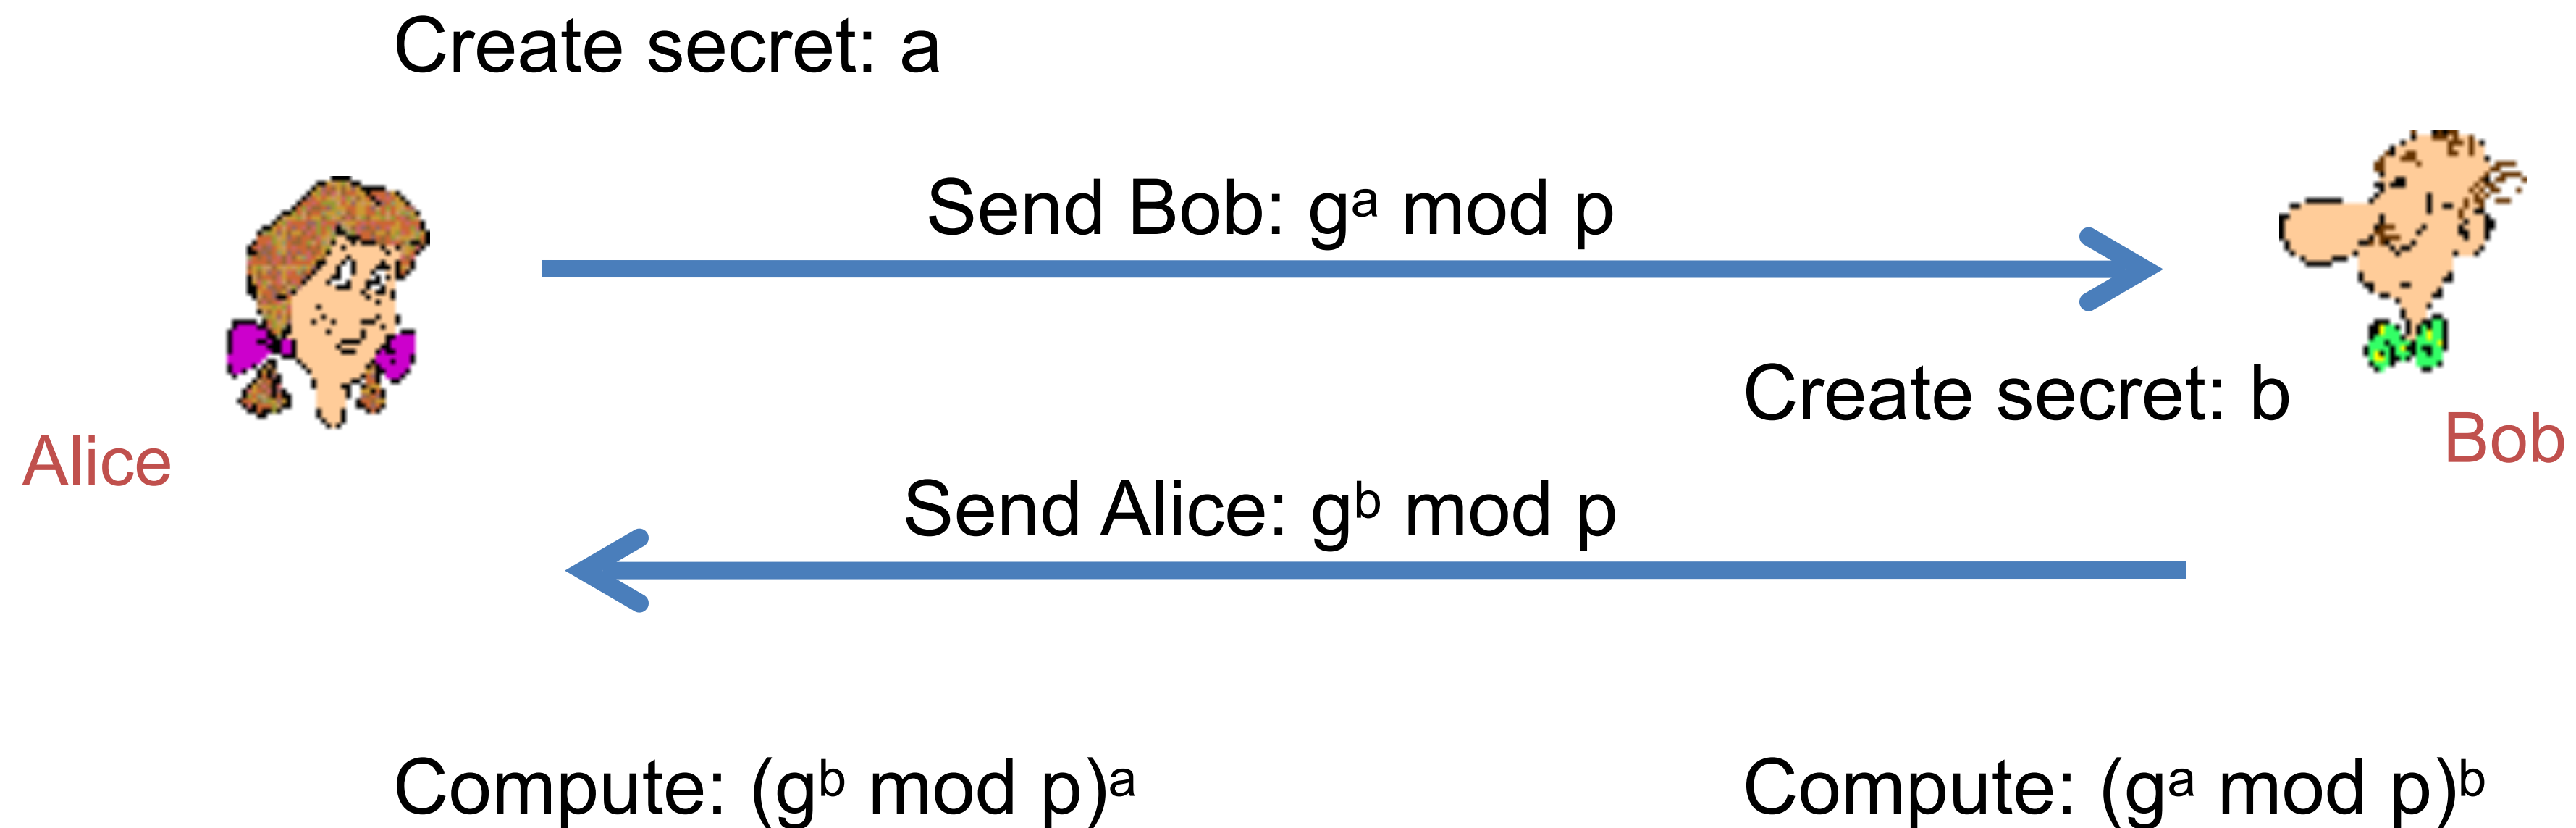 Create secret: a
Send Bob: gᵃ mod p
Create secret: b
Alice
Bob
Send Alice: gᵇ mod p
Compute: (gᵇ mod p)ᵃ
Compute: (gᵃ mod p)ᵇ